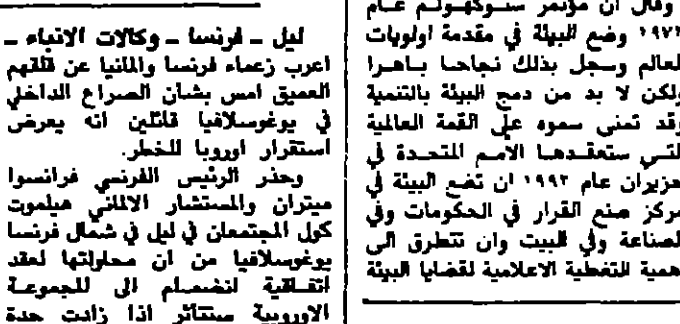 وقال ان مؤتمر ستوكهولم عام
١٩٧٢ وضع البيئة في مقدمة اولويات
العالم وسجل بذلك نجاحا باهرا
ولكن لا بد من دمج البيئة بالتنمية
وقد تمنى سموه على القمة العالمية
التي ستعقدها الامم المتحدة في
حزيران عام ١٩٩٢ ان تضع البيئة في
مركز صنع القرار في الحكومات وفي
الصناعة وفي البيت وان تتطرق الى
اهمية التغطية الاعلامية لقضايا البيئة
ليل ـ فرنسا ـ وكالات الانباء ـ
اعرب زعماء فرنسا والمانيا عن قلقهم
العميق امس بشان الصراع الداخلي
في يوغوسلافيا قائلين انه يعرض
استقرار اوروبا للخطر.
وحذر الرئيس الفرنسي فرانسوا
ميتران والمستشار الالماني هيلموت
كول المجتمعان في ليل في شمال فرنسا
يوغوسلافيا من ان محاولتها لعقد
اتفاقية انضمام الى المجموعة
الاوروبية ستتاثر اذا زادت حدة